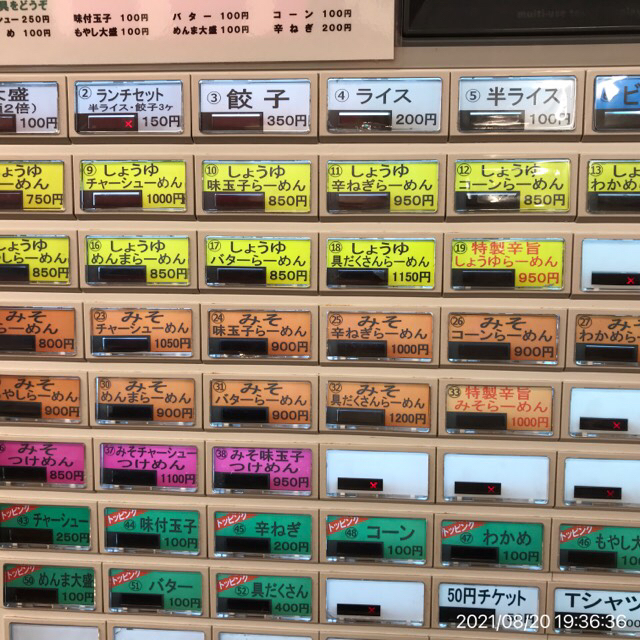 具をどうぞ
シュー 250円 味付玉子 100円 バター 100円 コーン 100円
め 100円 もやし大盛 100円 めんま大盛 100円 辛ねぎ 200円
大盛
100円
② ランチセット
半ライス・餃子3ヶ
150円
③ 餃子
350円
④ ライス
200円
⑤ 半ライス
100円
ビ
しょうゆ
らーめん
750円
⑨ しょうゆ
チャーシューめん
1000円
⑩ しょうゆ
味玉子らーめん
850円
⑪ しょうゆ
辛ねぎらーめん
950円
⑫ しょうゆ
コーンらーめん
850円
⑬ しょ
わかめ
しょうゆ
らーめん
850円
⑯ しょうゆ
めんまらーめん
850円
⑰ しょうゆ
バターらーめん
850円
⑱ しょうゆ
具だくさんらーめん
1150円
⑲ 特製辛旨
しょうゆらーめん
950円
みそ
らーめん
800円
㉓ みそ
チャーシューめん
1050円
㉔ みそ
味玉子らーめん
900円
㉕ みそ
辛ねぎらーめん
1000円
㉖ みそ
コーンらーめん
900円
㉗ み
わかめら
みそ
もやしらーめん
900円
㉚ みそ
めんまらーめん
900円
㉛ みそ
バターらーめん
900円
㉜ みそ
具だくさんらーめん
1200円
㉝ 特製辛旨
みそらーめん
1000円
みそ
つけめん
850円
㊲ みそチャーシュー
つけめん
1100円
㊳ みそ味玉子
つけめん
950円
㊸ チャーシュー
250円
トッピング
㊹ 味付玉子
100円
トッピング
㊺ 辛ねぎ
200円
トッピング
㊽ コーン
100円
トッピング
㊼ わかめ
100円
トッピング
㊻ もやし大
100円
㊿ めんま大盛
100円
トッピング
51 バター
100円
トッピング
52 具だくさん
400円
50円チケット
Tシャツ
2021/08/20 19:36:36